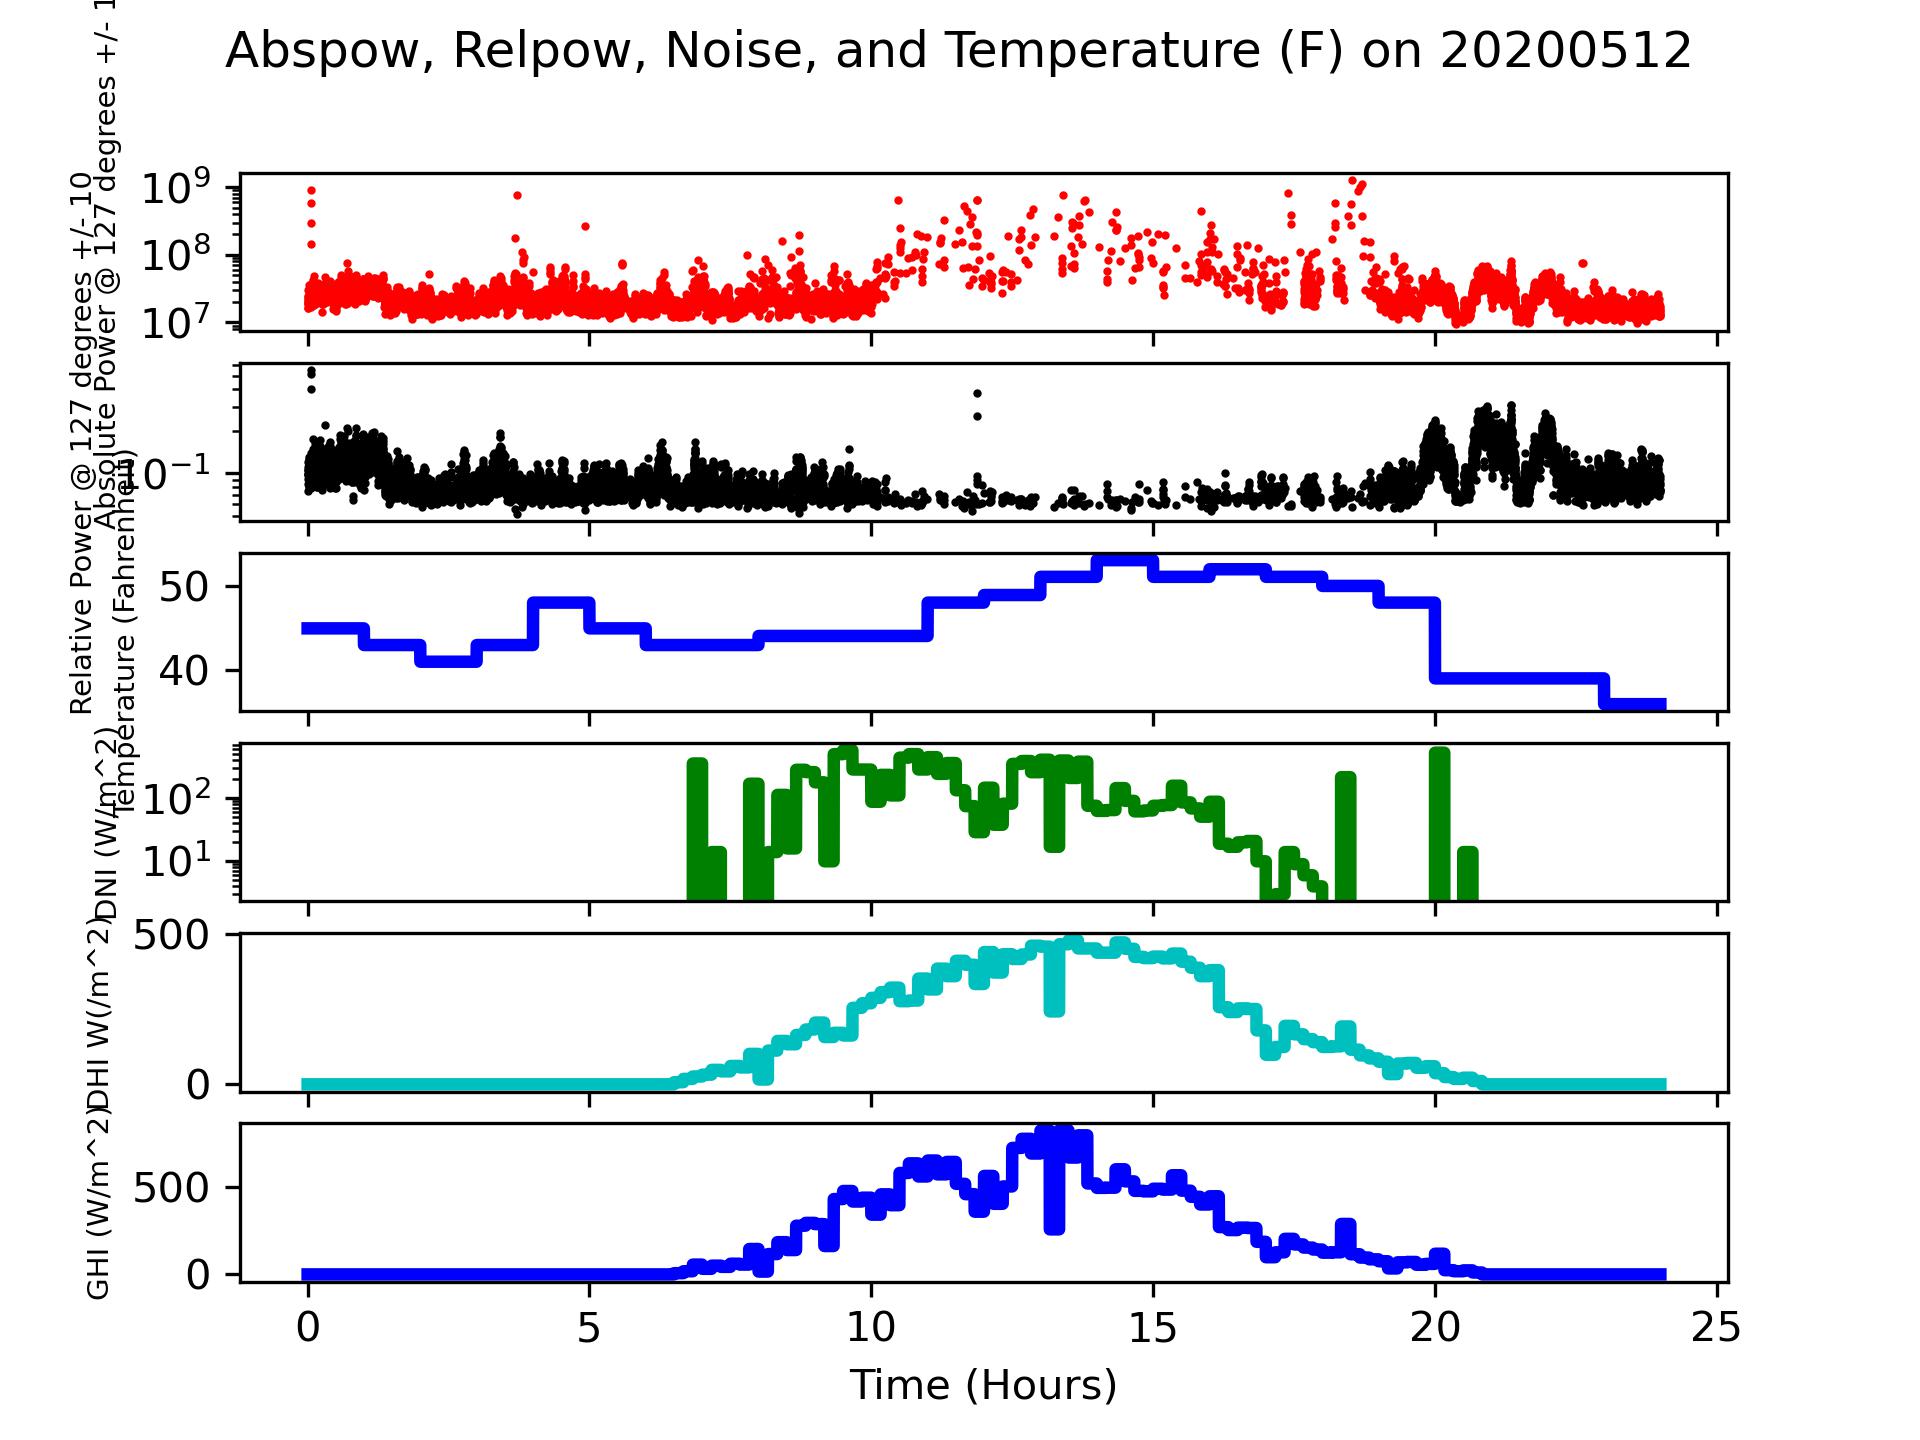 Abspow, Relpow, Noise, and Temperature (F) on 20200512
Absolute Power @ 127 degrees +/- 1
10^9
10^8
10^7
Relative Power @ 127 degrees +/- 10
10^−1
Temperature (Fahrenheit)
50
40
DNI (W/m^2)
10^2
10^1
DHI W(/m^2)
500
0
GHI (W/m^2)
500
0
0 5 10 15 20 25
Time (Hours)